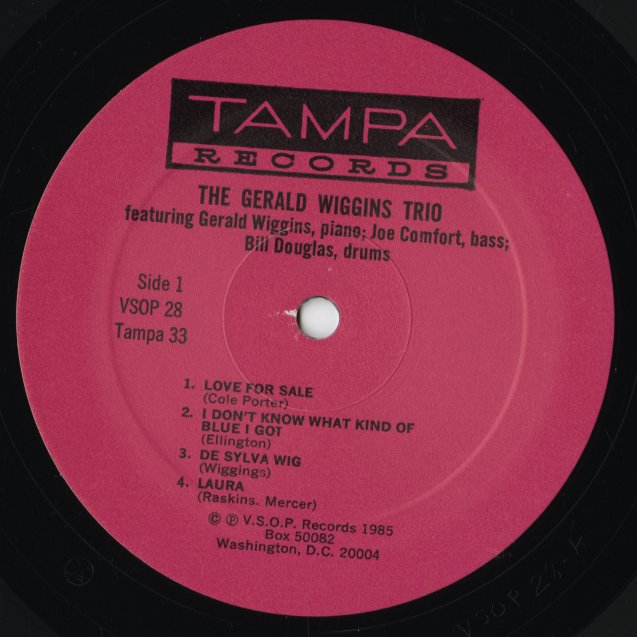 TAMPA
RECORDS
THE GERALD WIGGINS TRIO
featuring Gerald Wiggins, piano; Joe Comfort, bass;
Bill Douglas, drums
Side 1
VSOP 28
Tampa 33
1. LOVE FOR SALE
(Cole Porter)
2. I DON'T KNOW WHAT KIND OF
BLUE I GOT
(Ellington)
3. DE SYLVA WIG
(Wiggings)
4. LAURA
(Raskins. Mercer)
© ℗ V.S.O.P. Records 1985
Box 50082
Washington, D.C. 20004
VSOP 28-A